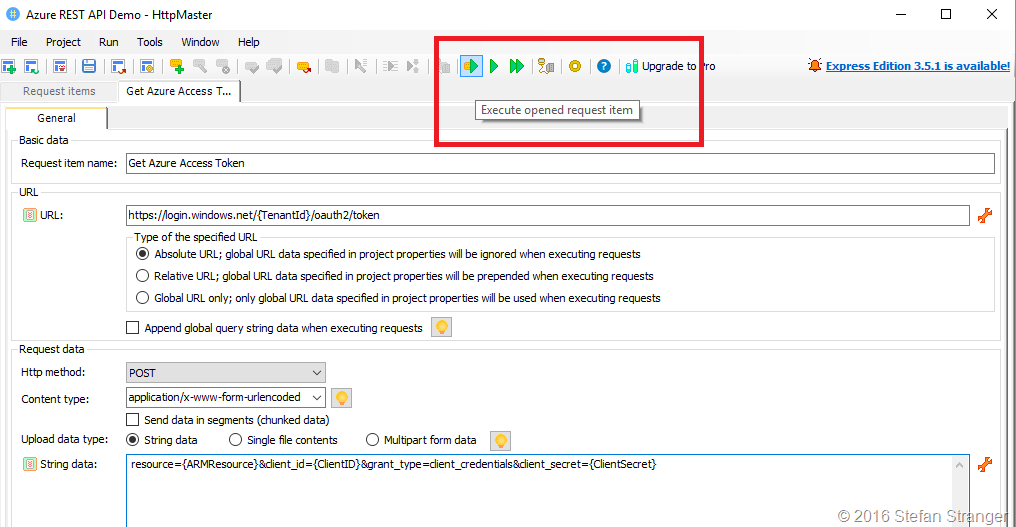 Azure REST API Demo - HttpMaster
File Project Run Tools Window Help
Upgrade to Pro
Express Edition 3.5.1 is available!
Request items
Get Azure Access T...
Execute opened request item
General
Basic data
Request item name: Get Azure Access Token
URL
URL: https://login.windows.net/{TenantId}/oauth2/token
Type of the specified URL
Absolute URL; global URL data specified in project properties will be ignored when executing requests
Relative URL; global URL data specified in project properties will be prepended when executing requests
Global URL only; only global URL data specified in project properties will be used when executing requests
Append global query string data when executing requests
Request data
Http method: POST
Content type: application/x-www-form-urlencoded
Send data in segments (chunked data)
Upload data type: String data Single file contents Multipart form data
String data: resource={ARMResource}&client_id={ClientID}&grant_type=client_credentials&client_secret={ClientSecret}
© 2016 Stefan Stranger